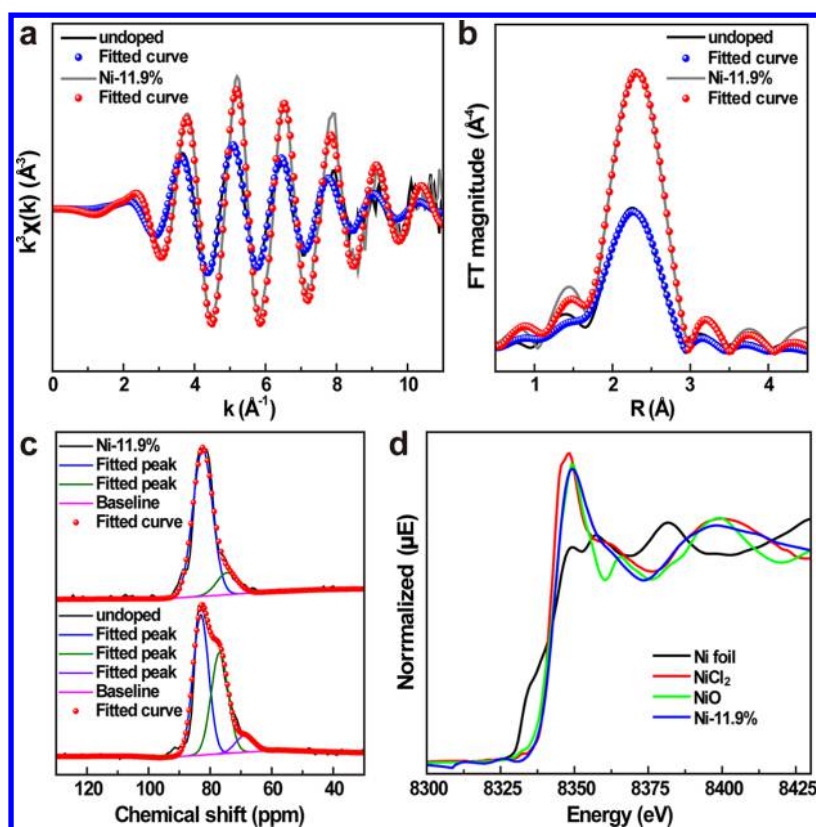 a
undoped
Fitted curve
Ni-11.9%
Fitted curve
k³χ(k) (Å⁻³)
0 2 4 6 8 10
k (Å⁻¹)
b
undoped
Fitted curve
Ni-11.9%
Fitted curve
FT magnitude (Å⁻⁴)
1 2 3 4
R (Å)
c
Ni-11.9%
Fitted peak
Fitted peak
Baseline
Fitted curve
undoped
Fitted peak
Fitted peak
Fitted peak
Baseline
Fitted curve
120 100 80 60 40
Chemical shift (ppm)
d
Norrmalized (μE)
Ni foil
NiCl₂
NiO
Ni-11.9%
8300 8325 8350 8375 8400 8425
Energy (eV)